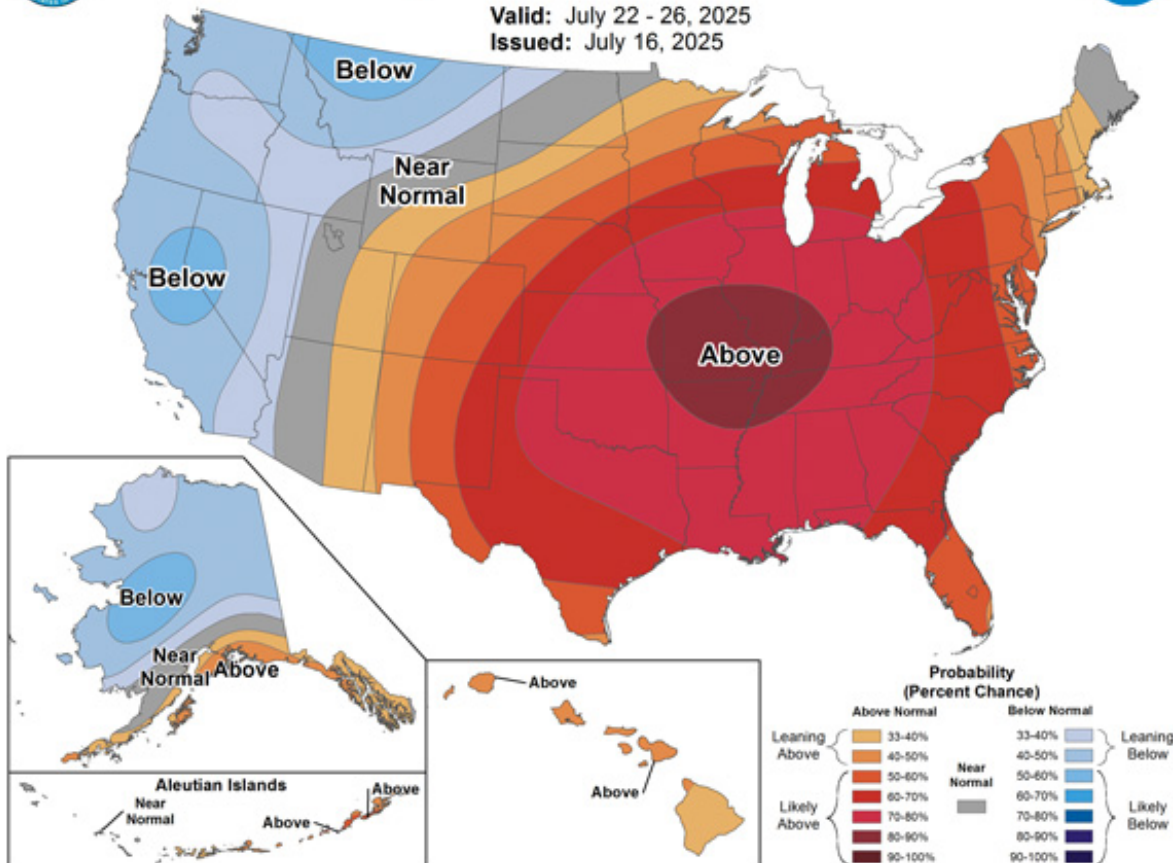 Valid: July 22 - 26, 2025
Issued: July 16, 2025
Below
Near
Normal
Below
Above
Below
Near
Normal
Above
Aleutian Islands
Near
Normal
Above
Above
Above
Above
Probability
(Percent Chance)
Above Normal
Below Normal
Leaning
Above
33-40%
40-50%
Likely
Above
50-60%
60-70%
70-80%
80-90%
90-100%
Near
Normal
33-40%
40-50%
Leaning
Below
50-60%
60-70%
70-80%
80-90%
90-100%
Likely
Below